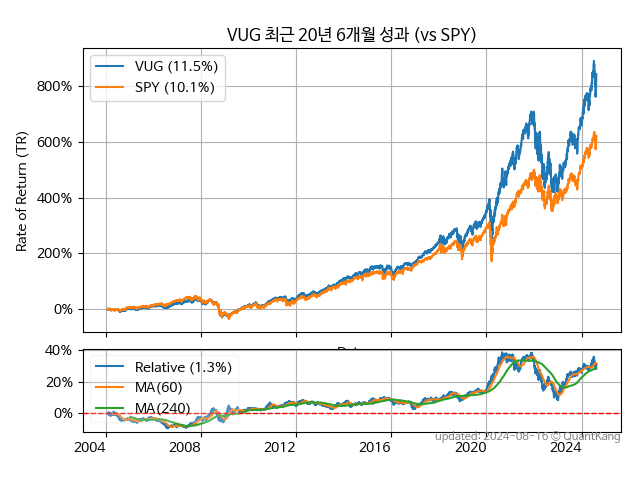 VUG 최근 20년 6개월 성과 (vs SPY)
VUG (11.5%)
SPY (10.1%)
Rate of Return (TR)
800%
600%
400%
200%
0%
40%
20%
0%
Relative (1.3%)
MA(60)
MA(240)
2004 2008 2012 2016 2020 2024
updated: 2024-08-16 © QuantKang